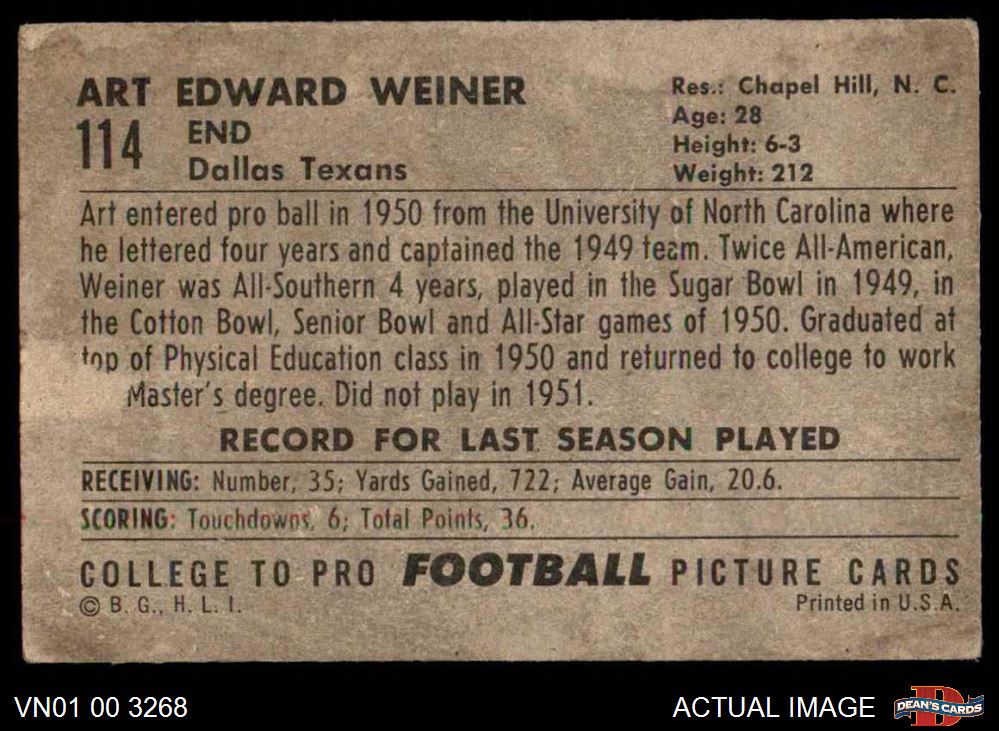 ART EDWARD WEINER
114
END
Dallas Texans
Res.: Chapel Hill, N. C.
Age: 28
Height: 6-3
Weight: 212
Art entered pro ball in 1950 from the University of North Carolina where
he lettered four years and captained the 1949 team. Twice All-American,
Weiner was All-Southern 4 years, played in the Sugar Bowl in 1949, in
the Cotton Bowl, Senior Bowl and All-Star games of 1950. Graduated at
top of Physical Education class in 1950 and returned to college to work
Master's degree. Did not play in 1951.
RECORD FOR LAST SEASON PLAYED
RECEIVING: Number, 35; Yards Gained, 722; Average Gain, 20.6.
SCORING: Touchdowns, 6; Total Points, 36.
COLLEGE TO PRO FOOTBALL PICTURE CARDS
© B. G., H. L. I.
Printed in U.S.A.
VN01 00 3268
ACTUAL IMAGE
DEAN'S CARDS